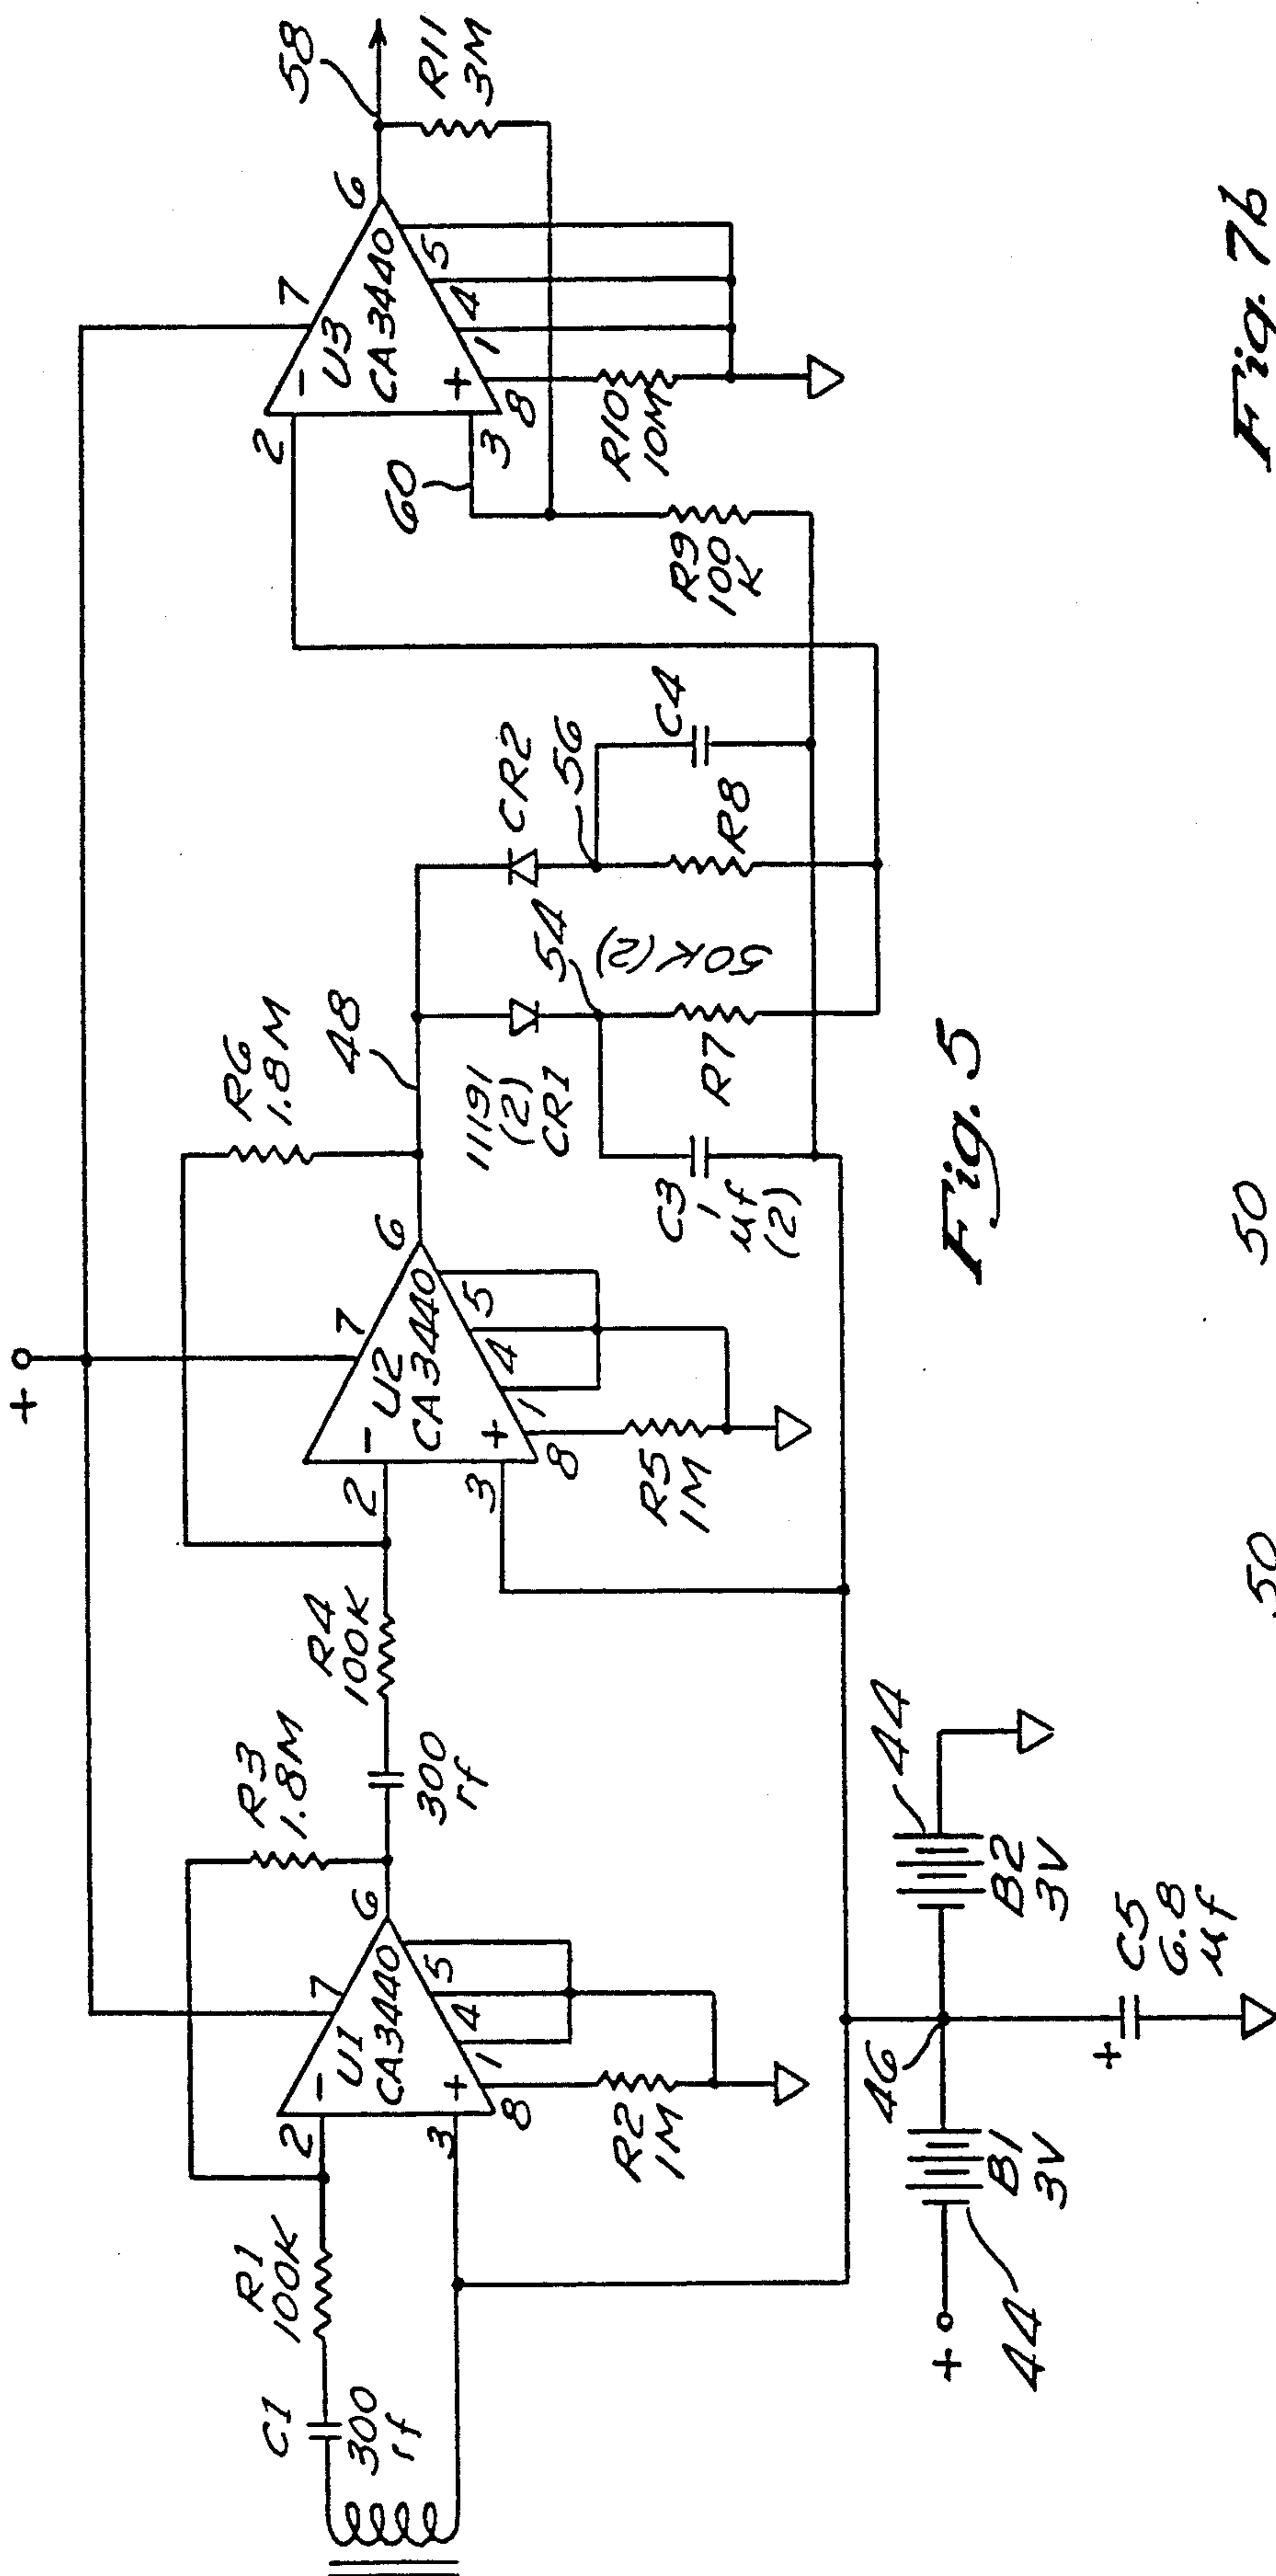 +
R3
1.8M
R6
1.8M
C1
300
rf
R1
100K
2
-
7
U1
CA3440
6
+
3
8
1
4
5
R2
1M
300
rf
R4
100K
2
-
7
U2
CA3440
6
+
3
8
1
4
5
R5
1M
48
11191
(2)
CR1
CR2
54
56
C3
1
µf
(2)
R7
50K(2)
R8
C4
2
-
7
U3
CA3440
6
58
+
3
60
8
1
4
5
R10
10M
R9
100
K
R11
3M
+
44
B1
3V
46
B2
3V
44
+
C5
6.8
µf
Fig. 5
50
50
Fig. 7b